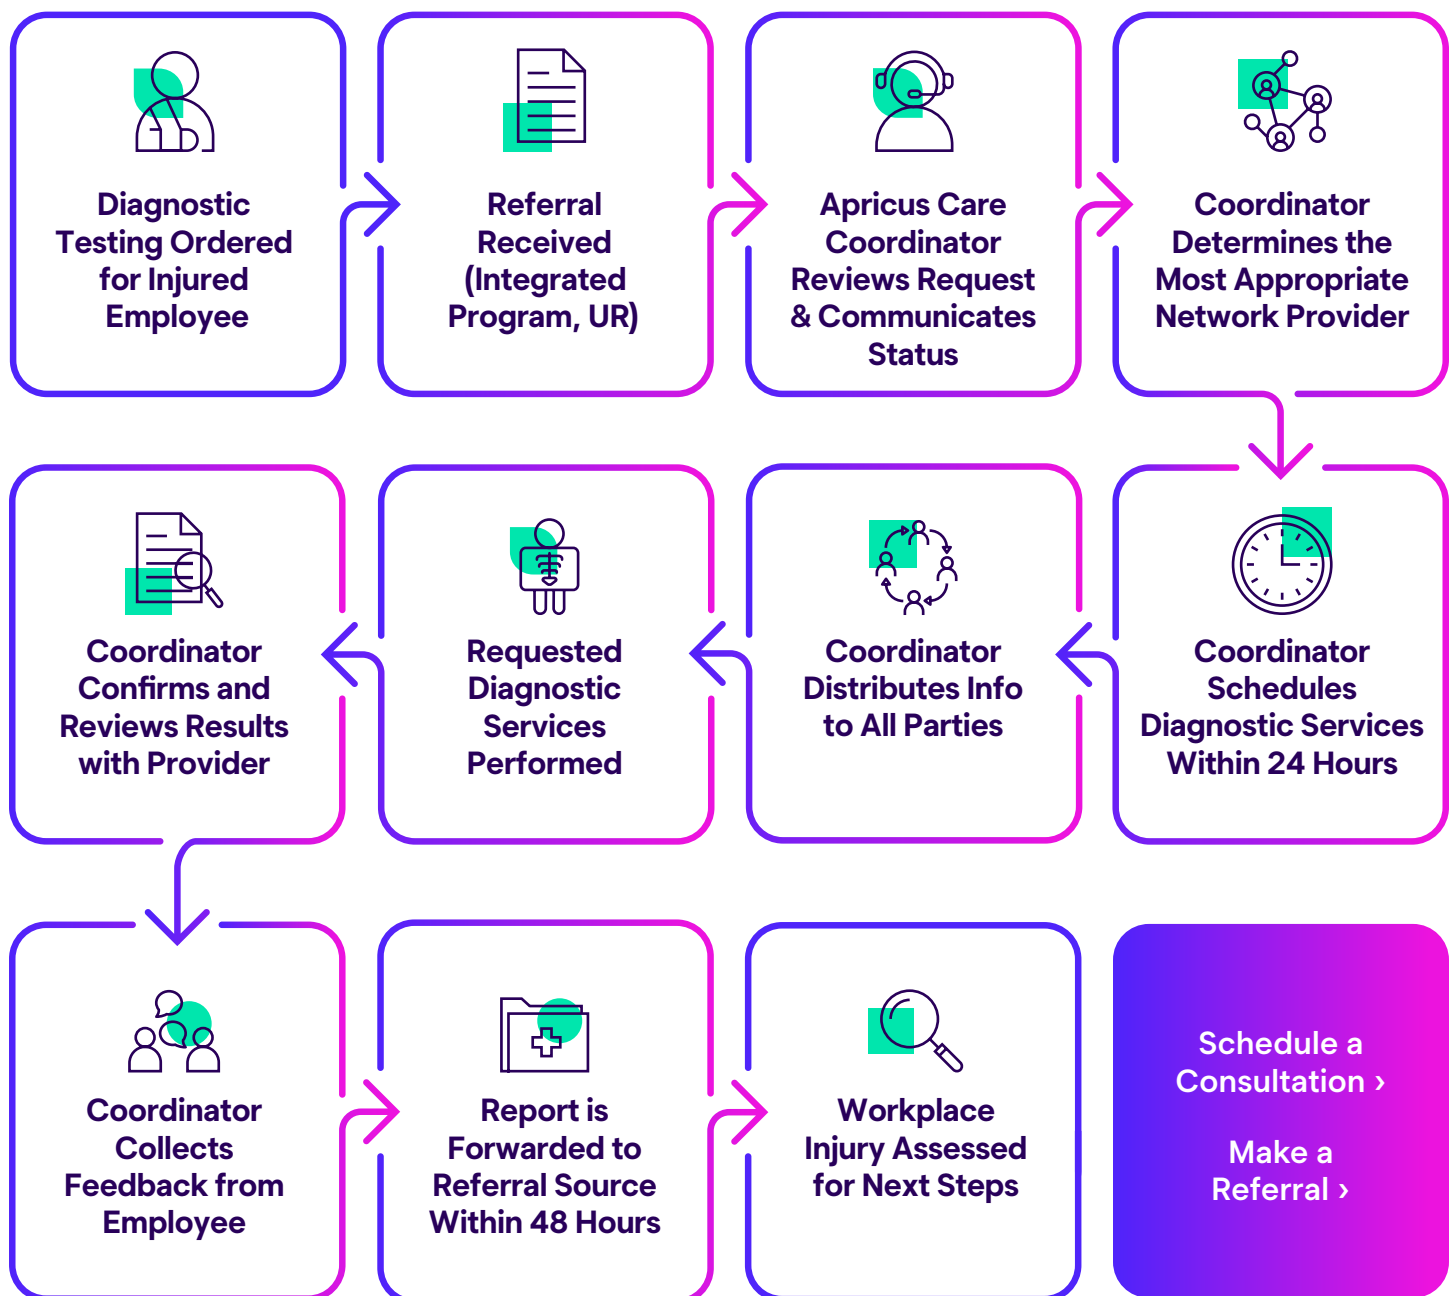 Diagnostic
Testing Ordered
for Injured
Employee
Referral
Received
(Integrated
Program, UR)
Apricus Care
Coordinator
Reviews Request
& Communicates
Status
Coordinator
Determines the
Most Appropriate
Network Provider
Coordinator
Schedules
Diagnostic Services
Within 24 Hours
Coordinator
Distributes Info
to All Parties
Requested
Diagnostic
Services
Performed
Coordinator
Confirms and
Reviews Results
with Provider
Coordinator
Collects
Feedback from
Employee
Report is
Forwarded to
Referral Source
Within 48 Hours
Workplace
Injury Assessed
for Next Steps
Schedule a
Consultation ›
Make a
Referral ›